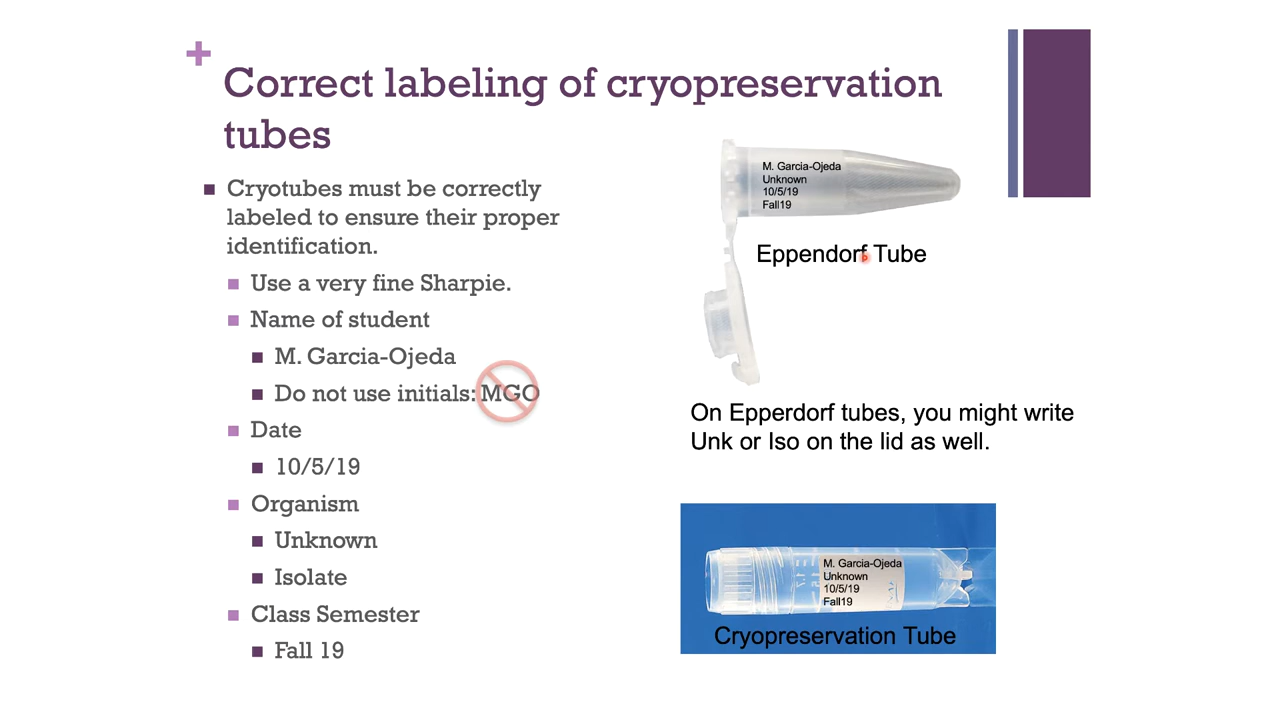 Correct labeling of cryopreservation
tubes
Cryotubes must be correctly
labeled to ensure their proper
identification.
Use a very fine Sharpie.
Name of student
M. Garcia-Ojeda
Do not use initials: MGO
Date
10/5/19
Organism
Unknown
Isolate
Class Semester
Fall 19
M. Garcia-Ojeda
Unknown
10/5/19
Fall19
Eppendorf Tube
On Epperdorf tubes, you might write
Unk or Iso on the lid as well.
M. Garcia-Ojeda
Unknown
10/5/19
Fall19
Cryopreservation Tube